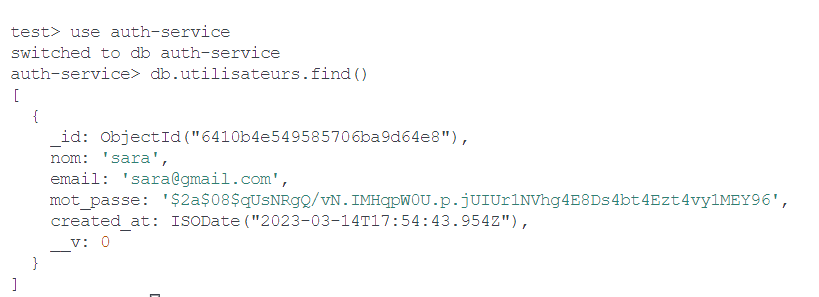 test> use auth-service
switched to db auth-service
auth-service> db.utilisateurs.find()
[
  {
    _id: ObjectId("6410b4e549585706ba9d64e8"),
    nom: 'sara',
    email: 'sara@gmail.com',
    mot_passe: '$2a$08$qUsNRgQ/vN.IMHqpW0U.p.jUIUr1NVhg4E8Ds4bt4Ezt4vy1MEY96',
    created_at: ISODate("2023-03-14T17:54:43.954Z"),
    __v: 0
  }
]